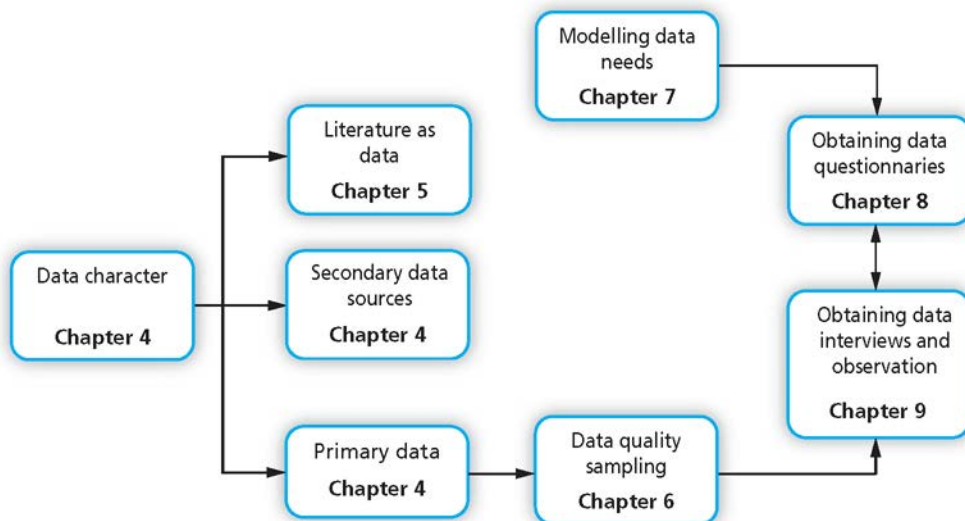 Modelling data
needs
Chapter 7
Literature as
data
Chapter 5
Obtaining data
questionnaries
Chapter 8
Data character
Chapter 4
Secondary data
sources
Chapter 4
Obtaining data
interviews and
observation
Chapter 9
Primary data
Chapter 4
Data quality
sampling
Chapter 6